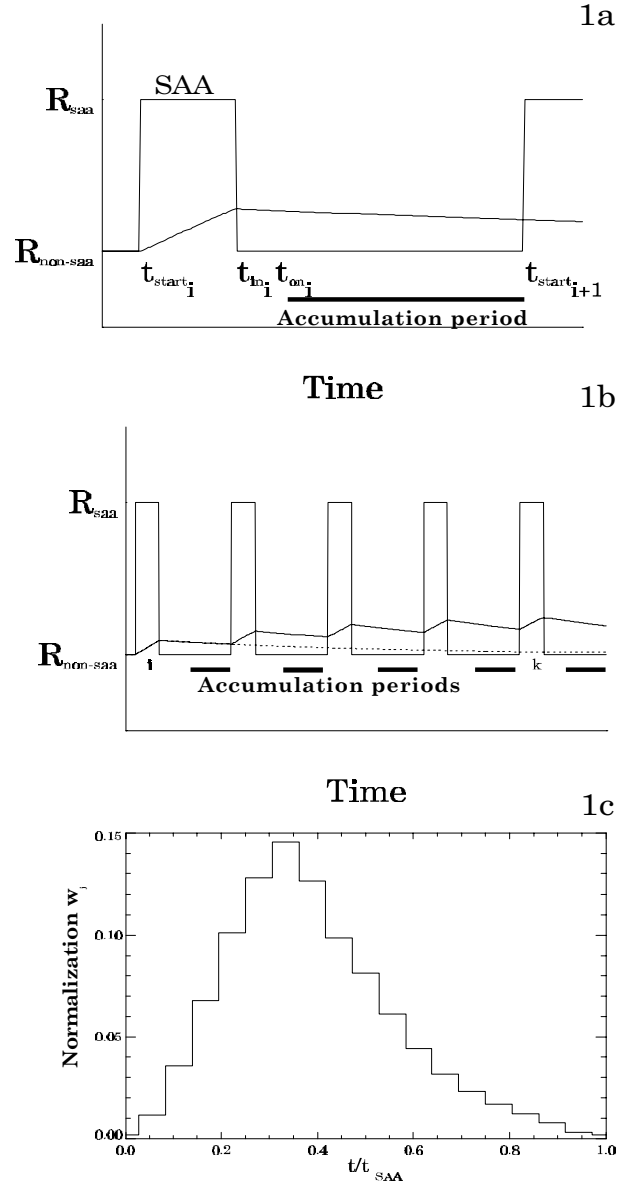 1a
R_saa
SAA
R_non-saa
t_start_i t_in_i t_on_i t_start_i+1
Accumulation period
Time
1b
R_saa
R_non-saa
i k
Accumulation periods
Time
1c
0.15
0.10
0.05
0.00
Normalization w_j
0.0 0.2 0.4 0.6 0.8 1.0
t/t_SAA